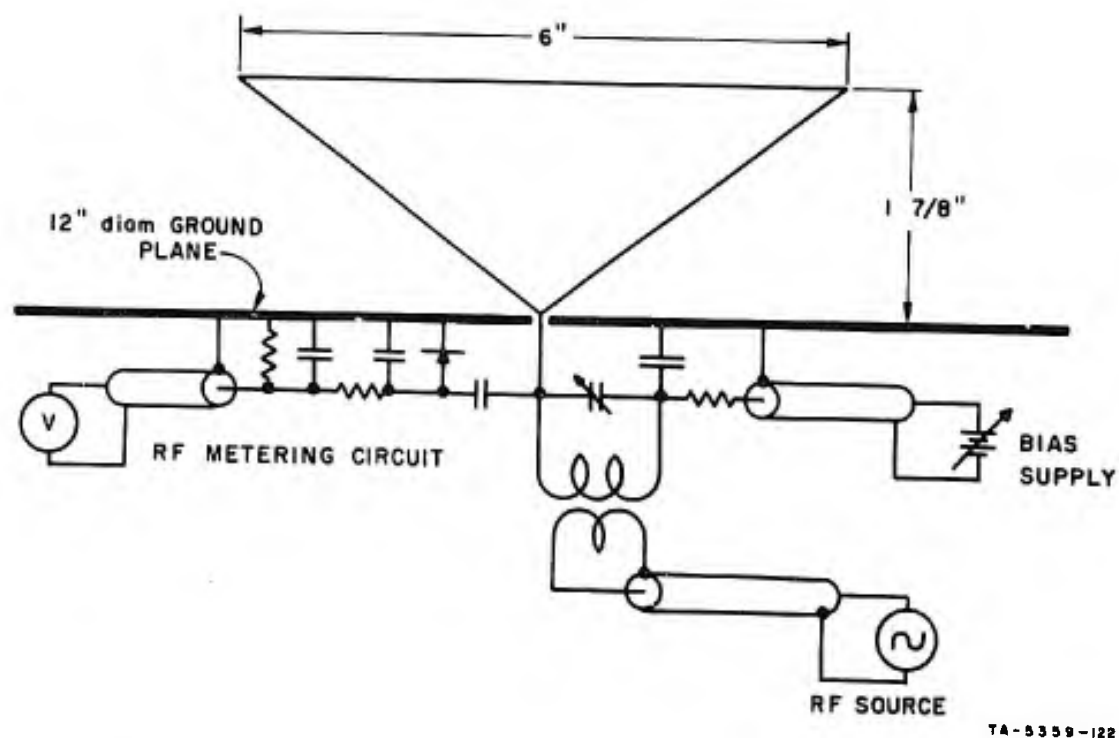 6"
1 7/8"
12" diam GROUND
PLANE
V
RF METERING CIRCUIT
BIAS
SUPPLY
RF SOURCE
TA-5359-122